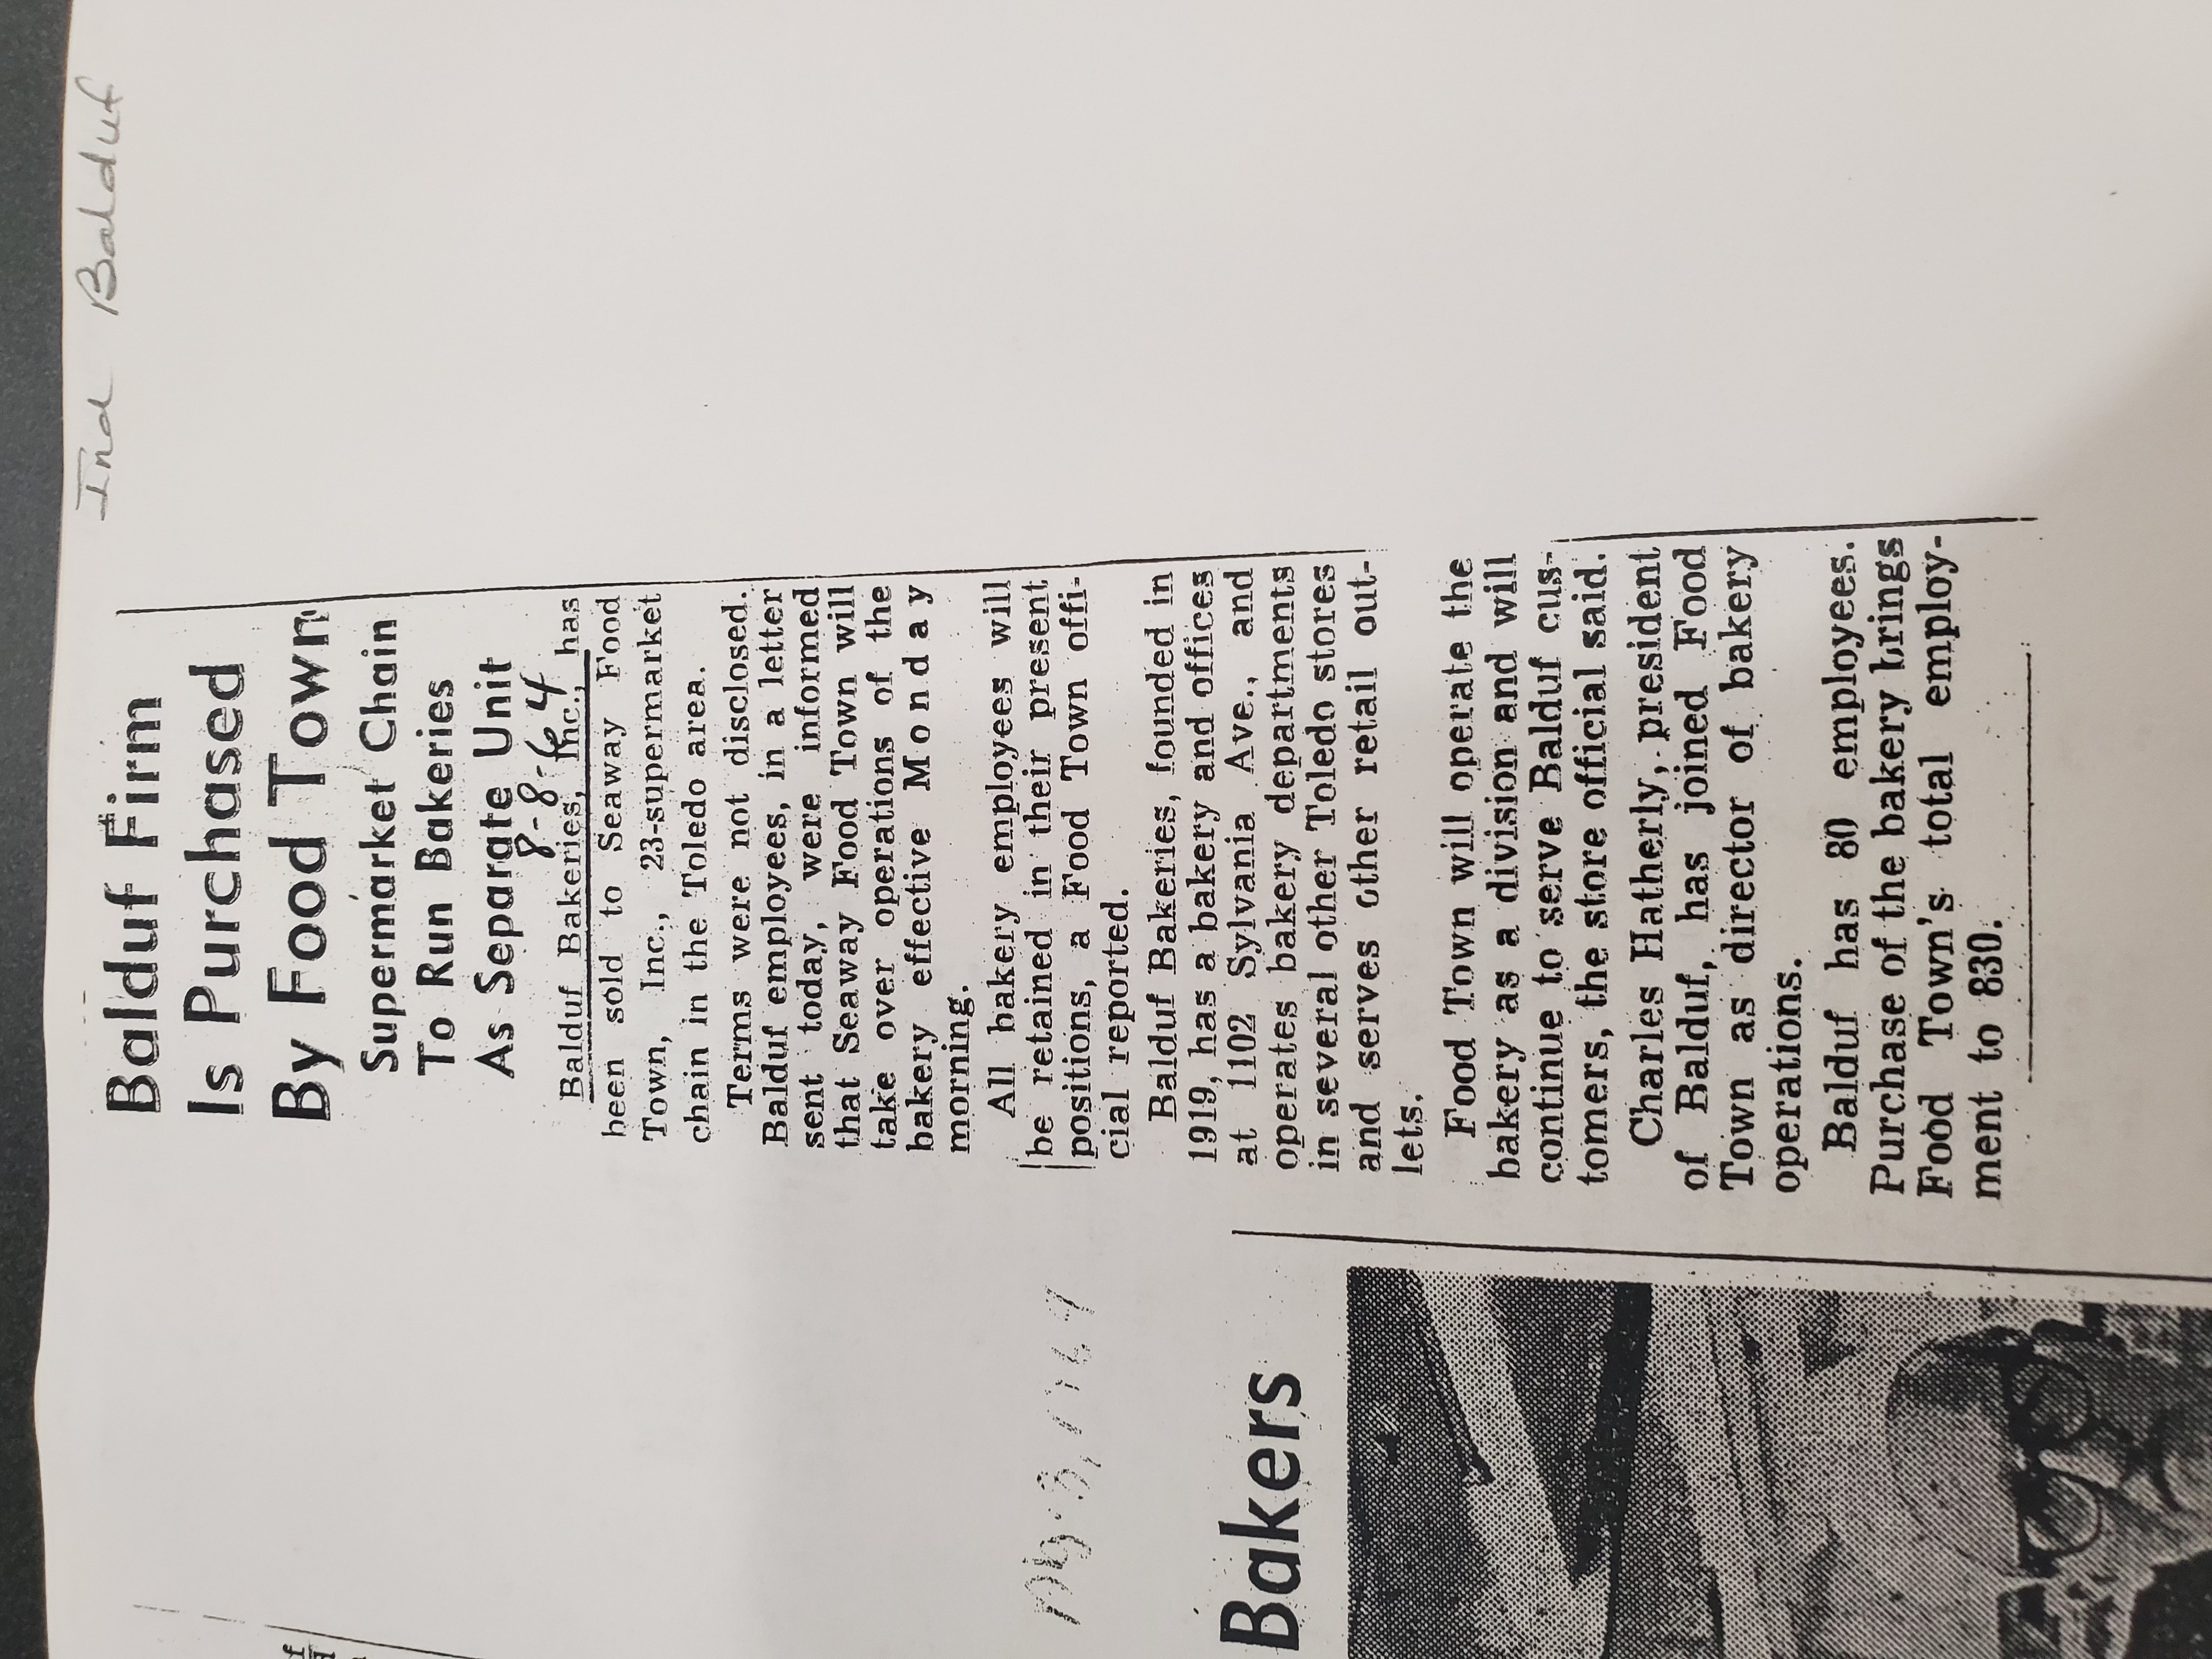 Ind Balduf
Balduf Firm
Is Purchased
By Food Town
Supermarket Chain
To Run Bakeries
As Separate Unit
8-8-64
Balduf Bakeries, Inc., has
been sold to Seaway Food
Town, Inc., 23-supermarket
chain in the Toledo area.
Terms were not disclosed.
Balduf employees, in a letter
sent today, were informed
that Seaway Food Town will
take over operations of the
bakery effective Monday
morning.
All bakery employees will
be retained in their present
positions, a Food Town offi-
cial reported.
Balduf Bakeries, founded in
1919, has a bakery and offices
at 1102 Sylvania Ave., and
operates bakery departments
in several other Toledo stores
and serves other retail out-
lets.
Food Town will operate the
bakery as a division and will
continue to serve Balduf cus-
tomers, the store official said.
Charles Hatherly, president
of Balduf, has joined Food
Town as director of bakery
operations.
Balduf has 80 employees.
Purchase of the bakery brings
Food Town's total employ-
ment to 830.
Bakers